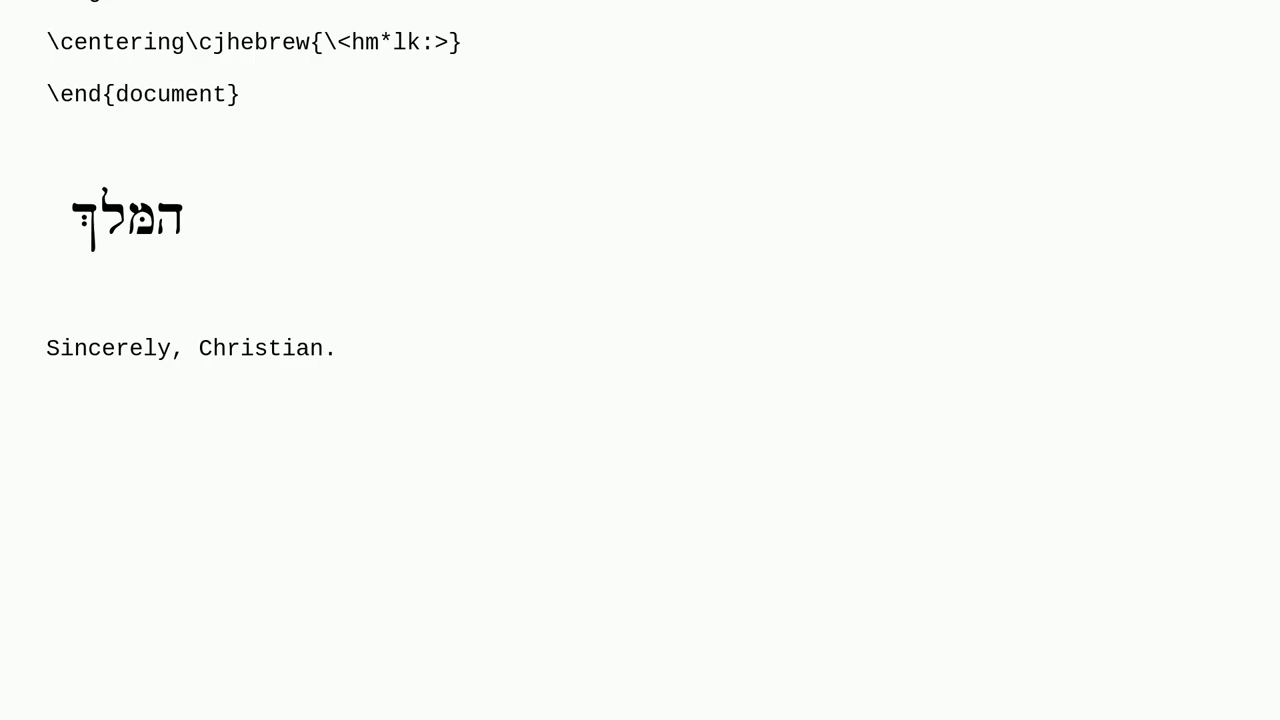 \centering\cjhebrew{\<hm*lk:>}
\end{document}
המּלךְ
Sincerely, Christian.